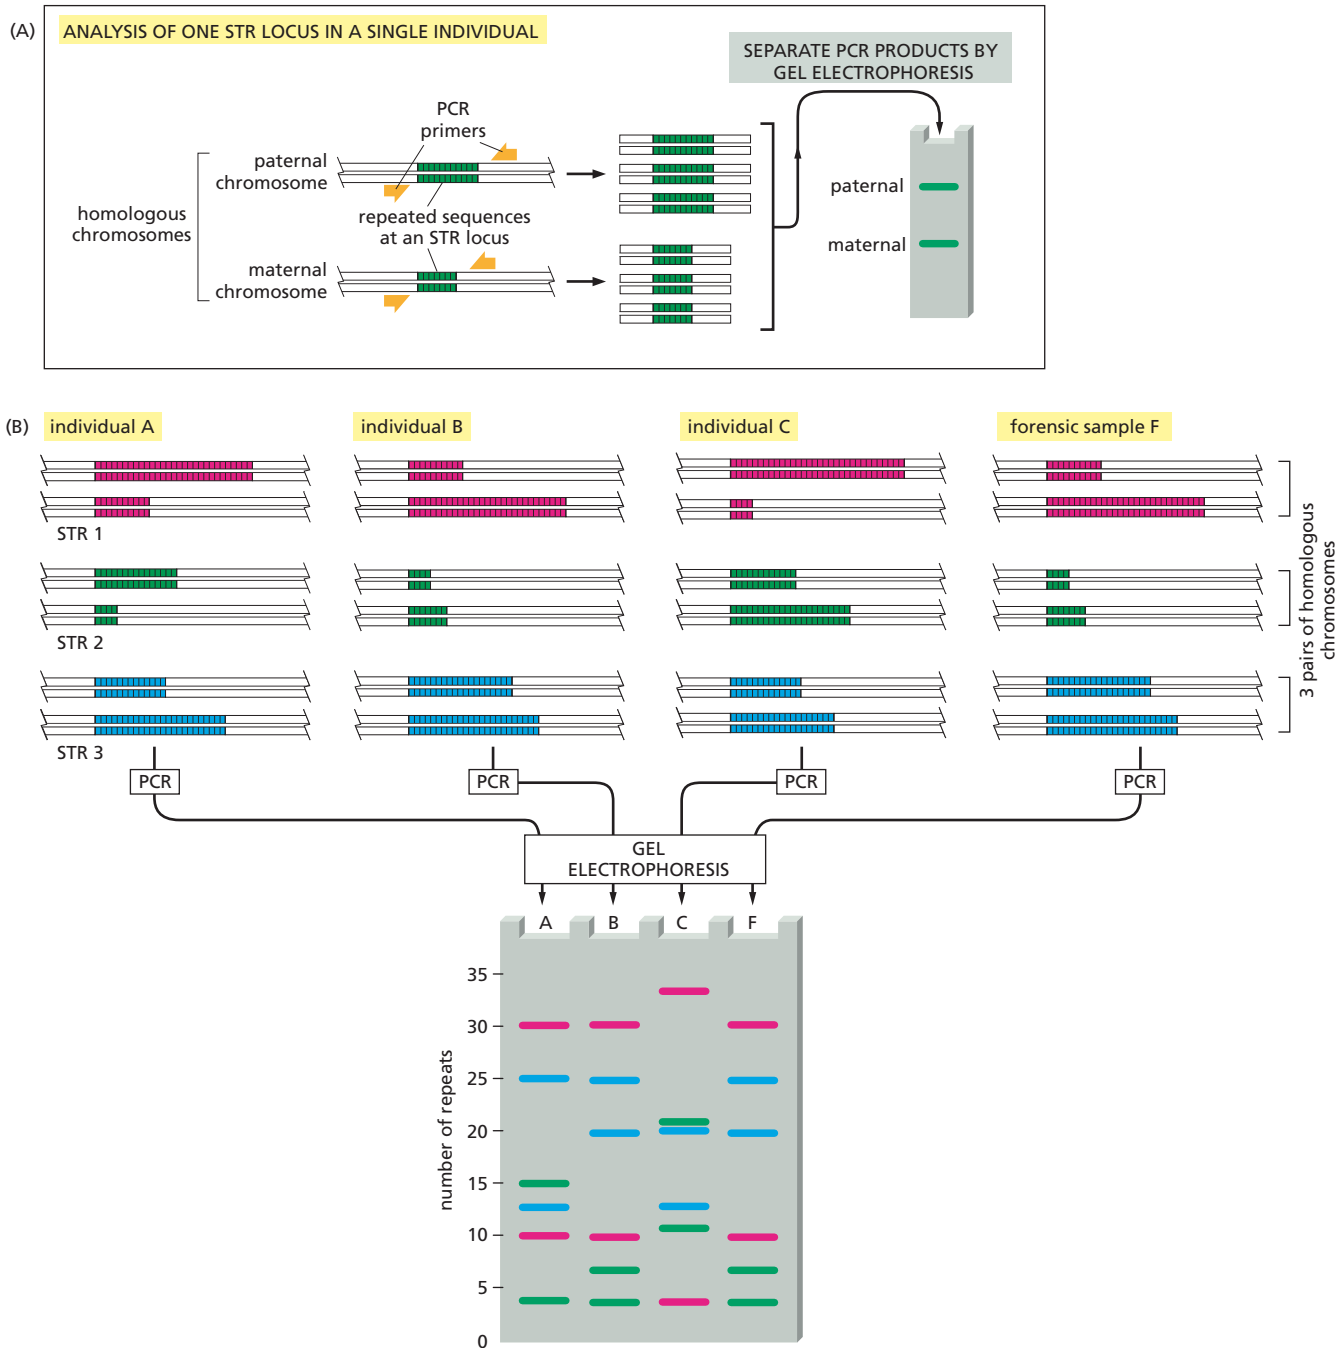 (A)
ANALYSIS OF ONE STR LOCUS IN A SINGLE INDIVIDUAL
SEPARATE PCR PRODUCTS BY
GEL ELECTROPHORESIS
PCR
primers
paternal
chromosome
homologous
chromosomes
repeated sequences
at an STR locus
maternal
chromosome
paternal
maternal
(B)
individual A
individual B
individual C
forensic sample F
STR 1
STR 2
STR 3
3 pairs of homologous
chromosomes
PCR
PCR
PCR
PCR
GEL
ELECTROPHORESIS
A
B
C
F
number of repeats
35
30
25
20
15
10
5
0